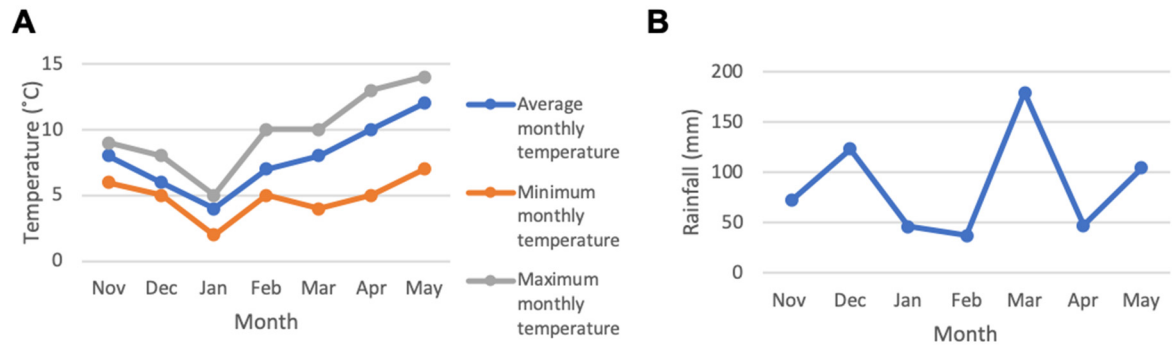 A
Temperature (˚C)
15
10
5
0
Nov Dec Jan Feb Mar Apr May
Month
Average
monthly
temperature
Minimum
monthly
temperature
Maximum
monthly
temperature
B
Rainfall (mm)
200
150
100
50
0
Nov Dec Jan Feb Mar Apr May
Month